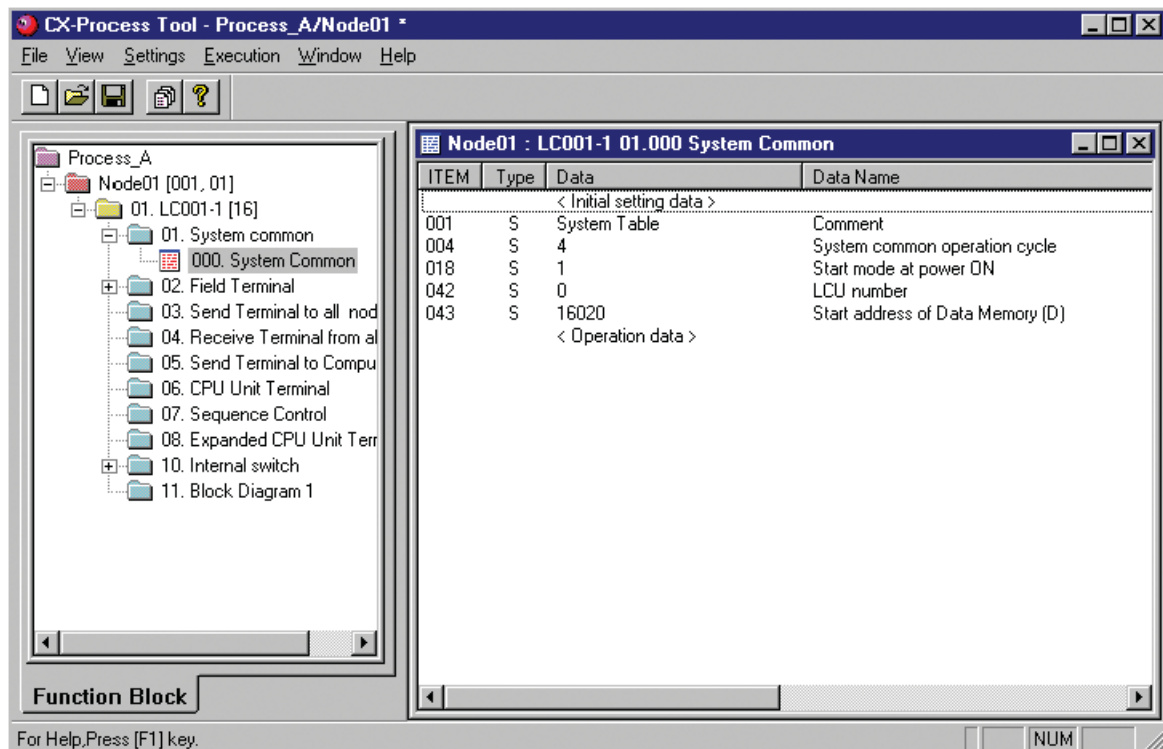 CX-Process Tool - Process_A/Node01 *
File View Settings Execution Window Help
Process_A
Node01 [001, 01]
01. LC001-1 [16]
01. System common
000. System Common
02. Field Terminal
03. Send Terminal to all nod
04. Receive Terminal from al
05. Send Terminal to Compu
06. CPU Unit Terminal
07. Sequence Control
08. Expanded CPU Unit Terr
10. Internal switch
11. Block Diagram 1
Function Block
Node01 : LC001-1 01.000 System Common
ITEM Type Data Data Name
< Initial setting data >
001 S System Table Comment
004 S 4 System common operation cycle
018 S 1 Start mode at power ON
042 S 0 LCU number
043 S 16020 Start address of Data Memory (D)
< Operation data >
For Help,Press [F1] key.
NUM